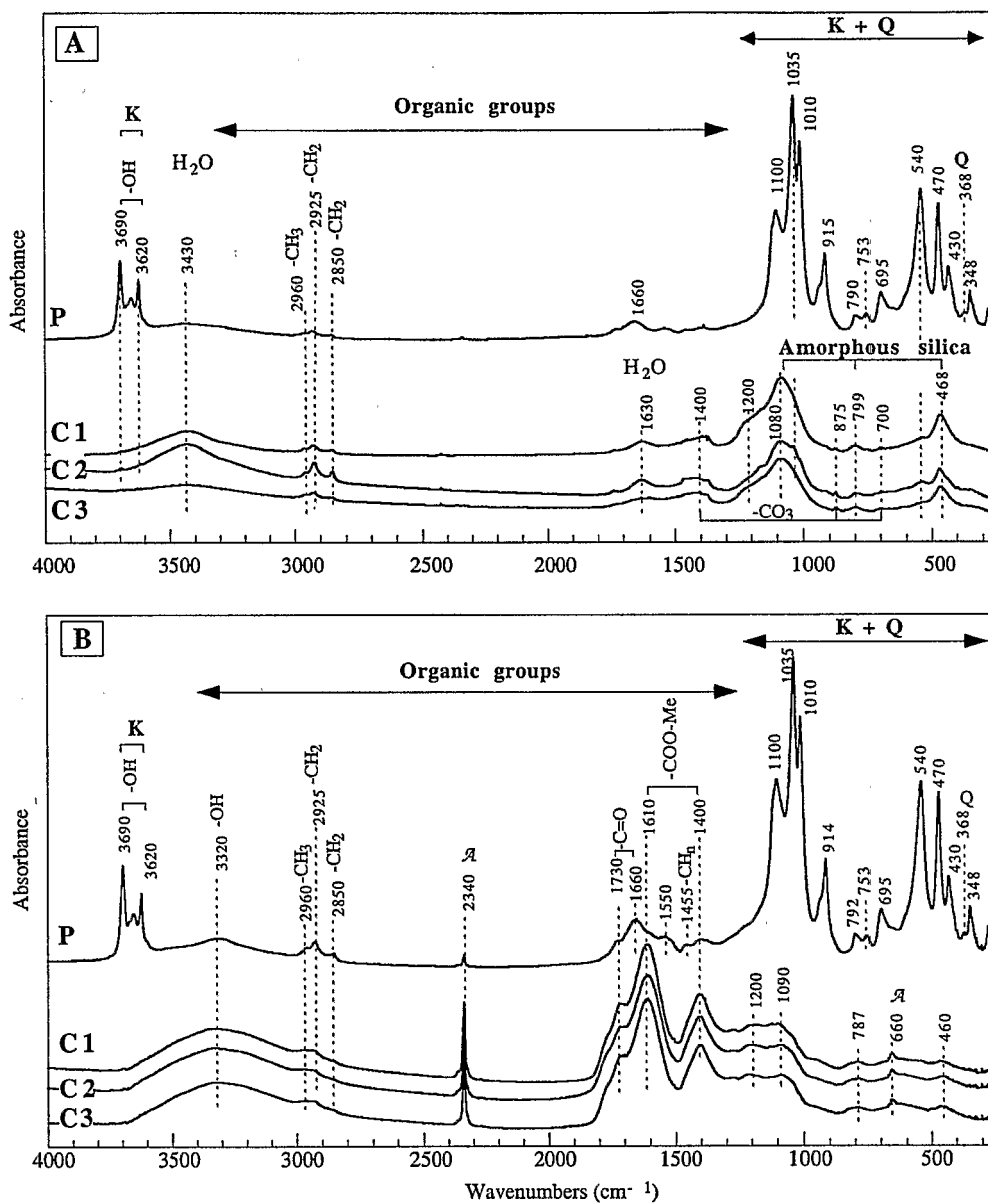 A
K + Q
1035
1010
Organic groups
K
-OH
H2O
3690
3620
3430
2960 -CH3
2925 -CH2
2850 -CH2
1660
1100
915
790
753
695
540
470
430
368 Q
348
Absorbance
P
Amorphous silica
H2O
1630
1400
1200
1080
875
799
700
468
C1
C2
C3
-CO3
4000 3500 3000 2500 2000 1500 1000 500
B
K + Q
1035
1010
Organic groups
K
-OH
3690
3620
3320 -OH
2960-CH3
2925 -CH2
2850 -CH2
A
2340
-COO-Me
1730
1660
-C=O
1610
1550
1455-CHn
1400
1100
914
792
753
695
540
470
430
368 Q
348
Absorbance
P
1200
1090
787
A
660
460
C1
C2
C3
4000 3500 3000 2500 2000 1500 1000 500
Wavenumbers (cm- 1)